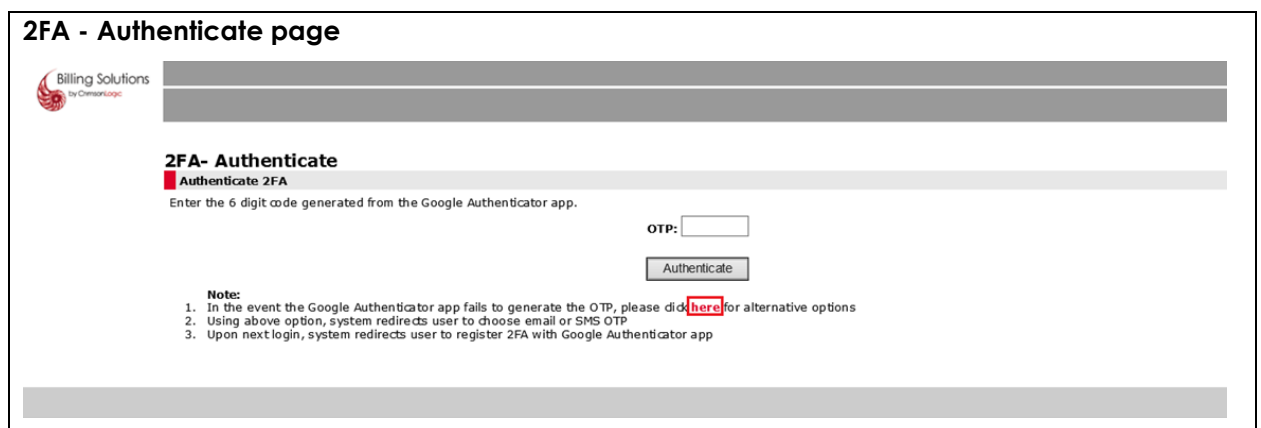 2FA - Authenticate page
Billing Solutions
by CrimsonLogic
2FA- Authenticate
Authenticate 2FA
Enter the 6 digit code generated from the Google Authenticator app.
OTP:
Authenticate
Note:
1. In the event the Google Authenticator app fails to generate the OTP, please click here for alternative options
2. Using above option, system redirects user to choose email or SMS OTP
3. Upon next login, system redirects user to register 2FA with Google Authenticator app